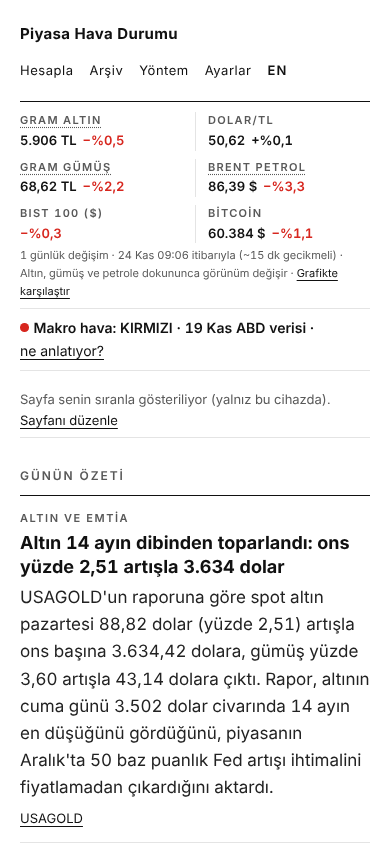 Piyasa Hava Durumu
Hesapla Arşiv Yöntem Ayarlar EN
GRAM ALTIN
5.906 TL −%0,5
DOLAR/TL
50,62 +%0,1
GRAM GÜMÜŞ
68,62 TL −%2,2
BRENT PETROL
86,39 $ −%3,3
BIST 100 ($)
−%0,3
BİTCOİN
60.384 $ −%1,1
1 günlük değişim · 24 Kas 09:06 itibarıyla (~15 dk gecikmeli) ·
Altın, gümüş ve petrole dokununca görünüm değişir · Grafikte
karşılaştır
Makro hava: KIRMIZI · 19 Kas ABD verisi ·
ne anlatıyor?
Sayfa senin sıranla gösteriliyor (yalnız bu cihazda).
Sayfanı düzenle
GÜNÜN ÖZETİ
ALTIN VE EMTİA
Altın 14 ayın dibinden toparlandı: ons
yüzde 2,51 artışla 3.634 dolar
USAGOLD'un raporuna göre spot altın
pazartesi 88,82 dolar (yüzde 2,51) artışla
ons başına 3.634,42 dolara, gümüş yüzde
3,60 artışla 43,14 dolara çıktı. Rapor, altının
cuma günü 3.502 dolar civarında 14 ayın
en düşüğünü gördüğünü, piyasanın
Aralık'ta 50 baz puanlık Fed artışı ihtimalini
fiyatlamadan çıkardığını aktardı.
USAGOLD